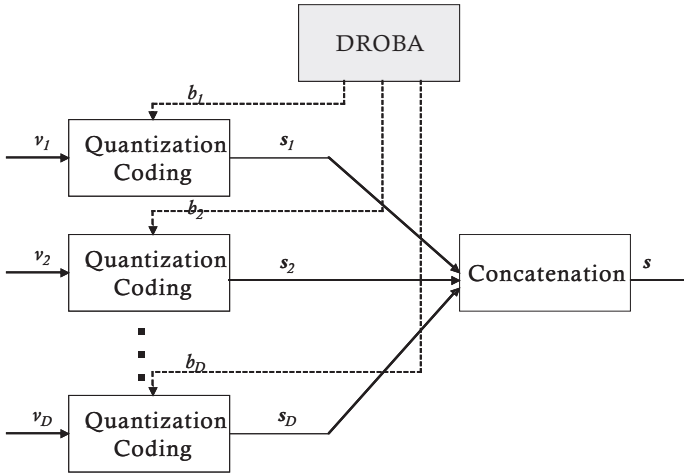 DROBA
b1
v1
Quantization
Coding
s1
b2
v2
Quantization
Coding
s2
Concatenation
s
bD
vD
Quantization
Coding
sD